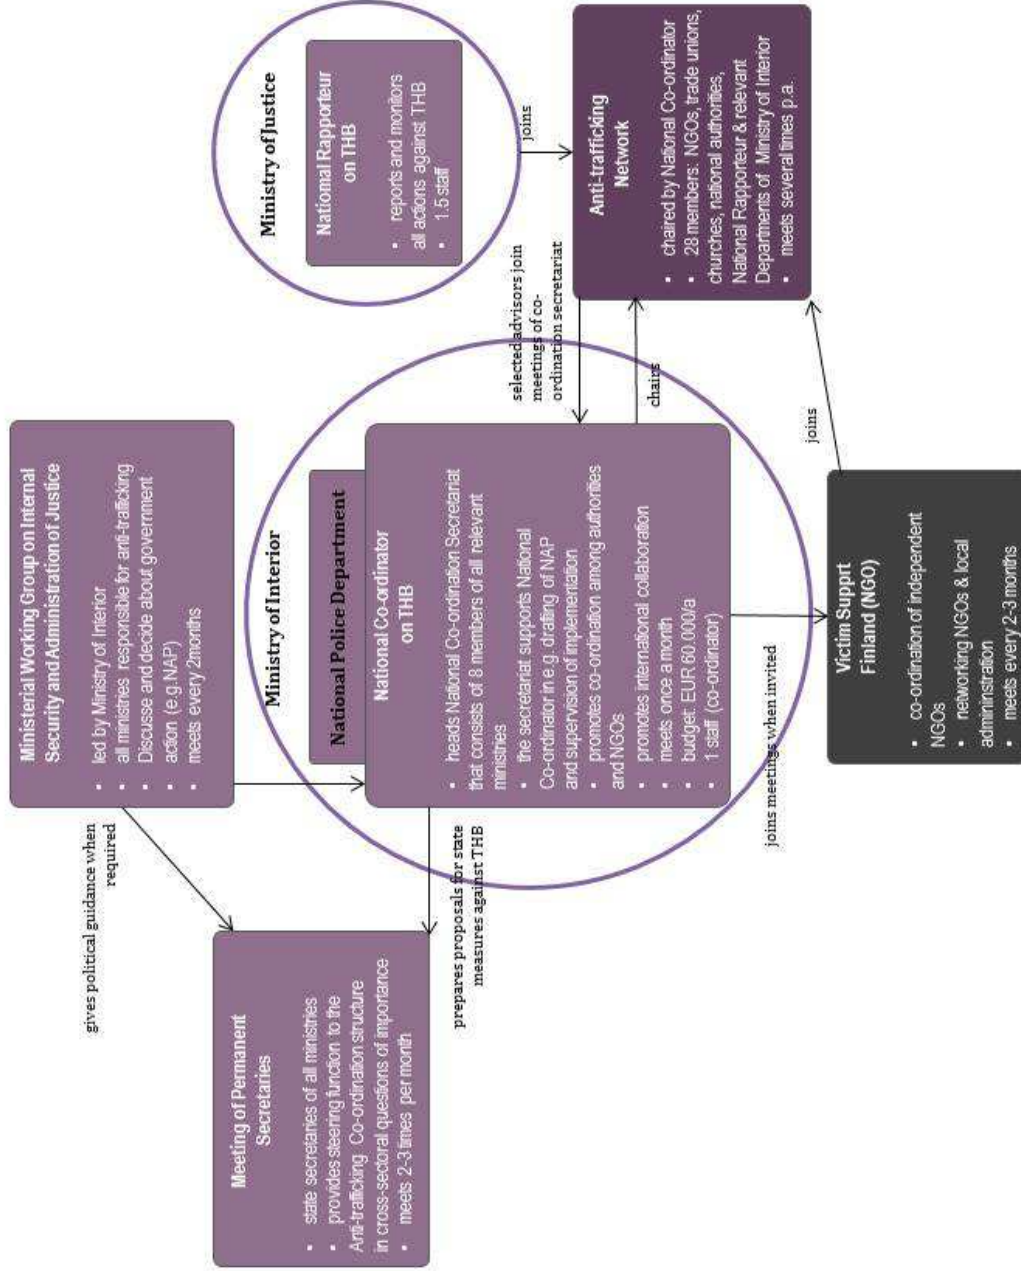 Ministerial Working Group on Internal
Security and Administration of Justice
▪ led by Ministry of Interior
▪ all ministries responsible for anti-trafficking
▪ Discusse and decide about government
▪ action (e.g.NAP)
▪ meets every 2months
gives political guidance when
required
Meeting of Permanent
Secretaries
▪ state secretaries of all ministries
▪ provides steering function to the
Anti-trafficking Co-ordination structure
in cross-sectoral questions of importance
▪ meets 2-3 times per month
Ministry of Interior
National Police Department
National Co-ordinator
on THB
▪ heads National Co-ordination Secretariat
that consists of 8 members of all relevant
ministries
▪ the secretariat supports National
Co-ordinator in e.g. drafting of NAP
and supervision of implementation
▪ promotes co-ordination among authorities
and NGOs
▪ promotes international collaboration
▪ meets once a month
▪ budget: EUR 60.000/a
▪ 1 staff (co-ordinator)
Ministry of Justice
Natiomal Rapporteur
on THB
▪ reports and monitors
all actions against THB
▪ 1.5 staff
joins
prepares proposals for state
measures against THB
selected advisors join
meetings of co-
ordination secretariat
chains
Anti-trafficking
Network
▪ chaired by National Co-ordinator
▪ 28 members: NGOs, trade unions,
churches, national authorities,
National Rapporteur & relevant
Departments of Ministry of Interior
▪ meets several times p.a.
joins meetings when invited
joins
Victim Supprt
Finland (NGO)
▪ co-ordination of independent
NGOs
▪ networking NGOs & local
admininistration
▪ meets every 2-3 months